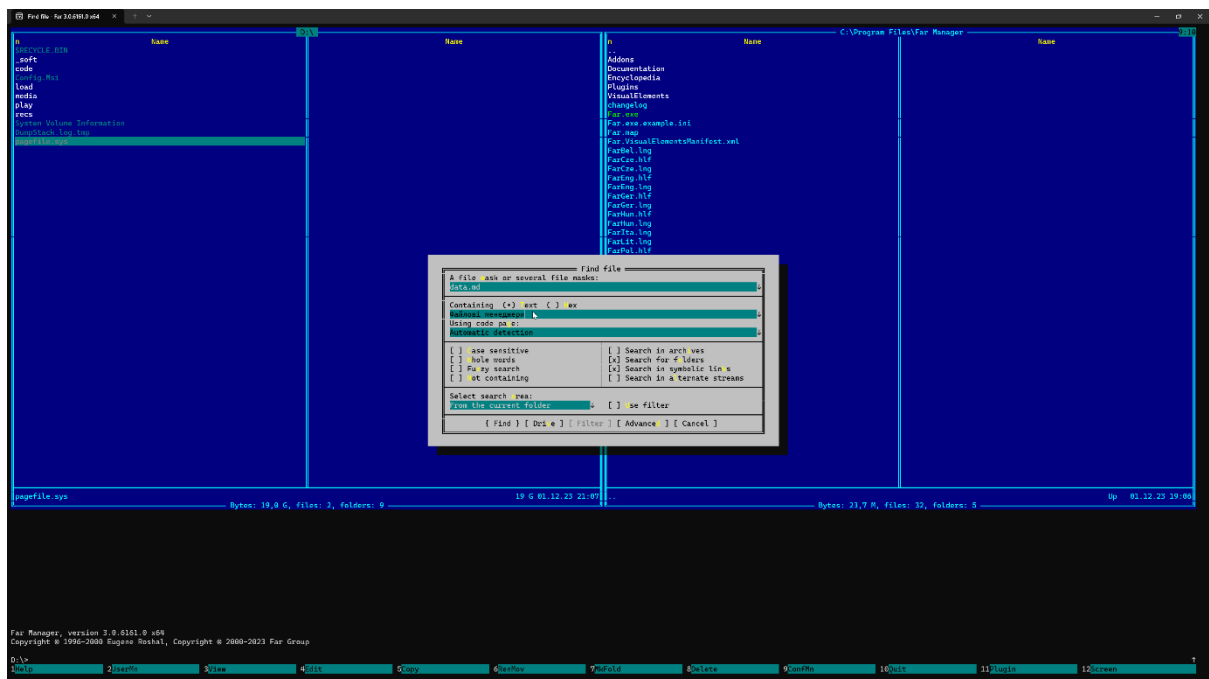 Find file - Far 3.0.6161.0 x64
D:\
C:\Program Files\Far Manager
n Name Name
n Name Name
$RECYCLE.BIN
_soft
code
Config.Msi
load
media
play
recs
System Volume Information
DumpStack.log.tmp
pagefile.sys
..
Addons
Documentation
Encyclopedia
Plugins
VisualElements
changelog
Far.exe
Far.exe.example.ini
Far.map
Far.VisualElementsManifest.xml
FarBel.lng
FarCze.hlf
FarCze.lng
FarEng.hlf
FarEng.lng
FarGer.hlf
FarGer.lng
FarHun.hlf
FarHun.lng
FarIta.lng
FarLit.lng
FarPol.hlf
Find file
A file mask or several file masks:
data.md
Containing (•) Text ( ) Hex
Файлові менеджери
Using code page:
Automatic detection
[ ] Case sensitive [ ] Search in archives
[ ] Whole words [x] Search for folders
[ ] Fuzzy search [x] Search in symbolic links
[ ] Not containing [ ] Search in alternate streams
Select search area:
From the current folder [ ] Use filter
{ Find } [ Drive ] [ Filter ] [ Advanced ] [ Cancel ]
pagefile.sys 19 G 01.12.23 21:07
Bytes: 19,0 G, files: 2, folders: 9
.. Up 01.12.23 19:06
Bytes: 23,7 M, files: 32, folders: 5
Far Manager, version 3.0.6161.0 x64
Copyright © 1996-2000 Eugene Roshal, Copyright © 2000-2023 Far Group
D:\>
1Help 2UserMn 3View 4Edit 5Copy 6RenMov 7MkFold 8Delete 9ConfMn 10Quit 11Plugin 12Screen